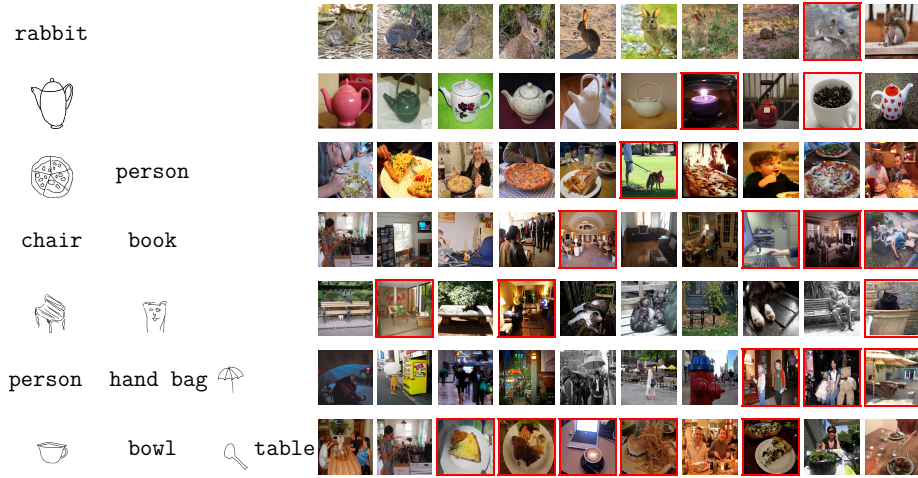 rabbit
person
chair book
person hand bag
bowl table